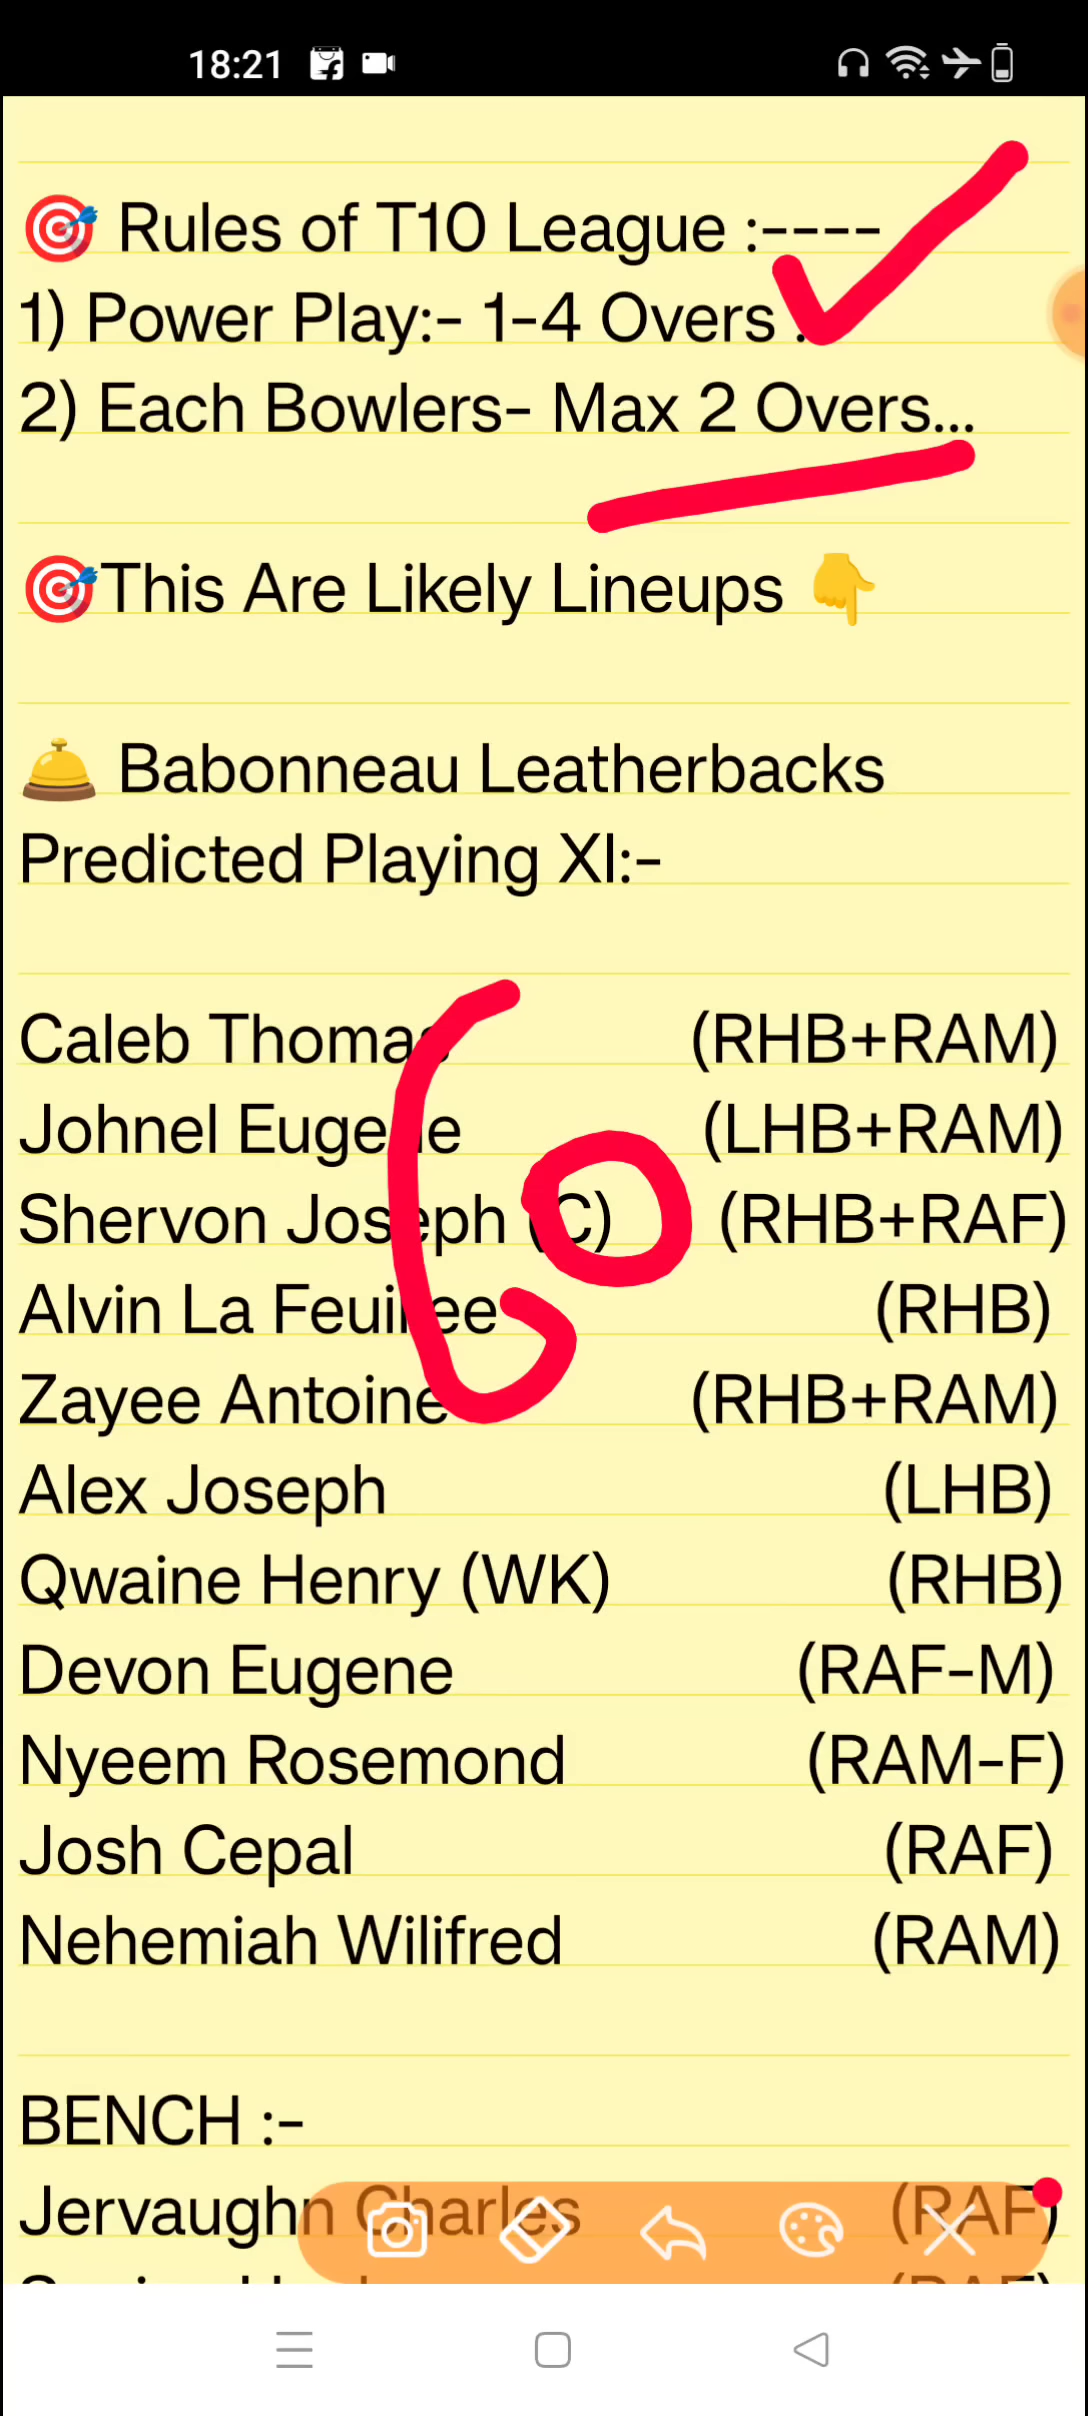 18:21
🎯 Rules of T10 League :----
1) Power Play:- 1-4 Overs .
2) Each Bowlers- Max 2 Overs...
🎯This Are Likely Lineups 👇
🛎️ Babonneau Leatherbacks
Predicted Playing XI:-
Caleb Thomas (RHB+RAM)
Johnel Eugene (LHB+RAM)
Shervon Joseph (C) (RHB+RAF)
Alvin La Feuillee (RHB)
Zayee Antoine (RHB+RAM)
Alex Joseph (LHB)
Qwaine Henry (WK) (RHB)
Devon Eugene (RAF-M)
Nyeem Rosemond (RAM-F)
Josh Cepal (RAF)
Nehemiah Wilifred (RAM)
BENCH :-
Jervaughn Charles (RAF)